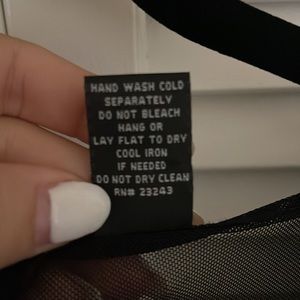 HAND WASH COLD
SEPARATELY
DO NOT BLEACH
HANG OR
LAY FLAT TO DRY
COOL IRON
IF NEEDED
DO NOT DRY CLEAN
RN# 23243